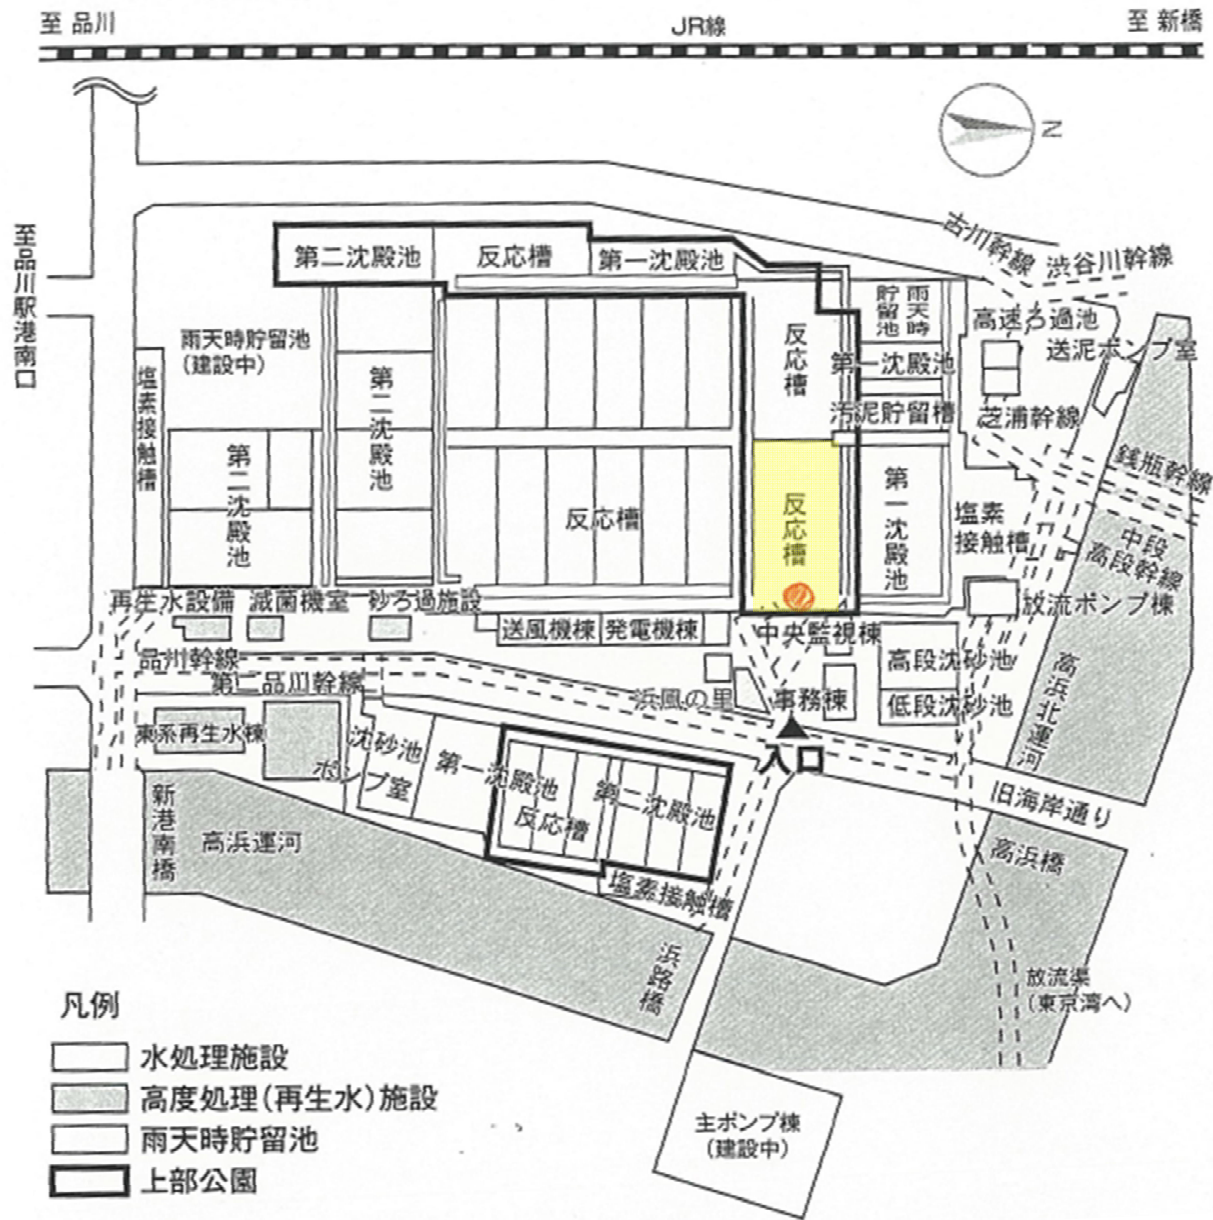 至 品川
JR線
至 新橋
N
至品川駅港南口
古川幹線
渋谷川幹線
第二沈殿池
反応槽
第一沈殿池
雨天時
貯留池
高速ろ過池
送泥ポンプ室
雨天時貯留池
(建設中)
反応槽
第一沈殿池
塩素接触槽
第二沈殿池
汚泥貯留槽
芝浦幹線
銭瓶幹線
第二沈殿池
反応槽
反応槽
第一沈殿池
塩素
接触槽
中段
高段幹線
再生水設備
滅菌機室
砂ろ過施設
放流ポンプ棟
送風機棟
発電機棟
中央監視棟
品川幹線
高段沈砂池
高浜北運河
第二品川幹線
浜風の里
事務棟
低段沈砂池
東系再生水棟
沈砂池
ポンプ室
第一沈殿池
入口
第二沈殿池
反応槽
旧海岸通り
新港南橋
高浜運河
高浜橋
塩素接触槽
浜路橋
放流渠
(東京湾へ)
凡例
水処理施設
高度処理(再生水)施設
雨天時貯留池
上部公園
主ポンプ棟
(建設中)